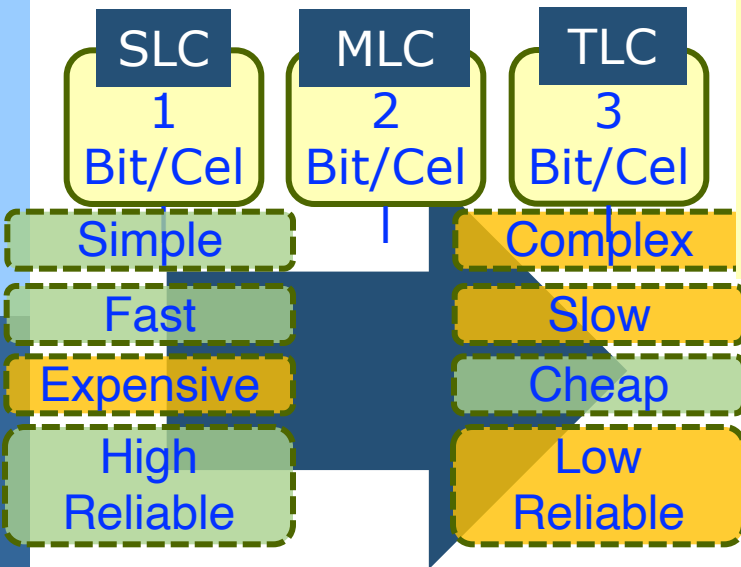 SLC
1
Bit/Cel
l
MLC
2
Bit/Cel
l
TLC
3
Bit/Cel
l
Simple
Complex
Fast
Slow
Expensive
Cheap
High
Reliable
Low
Reliable